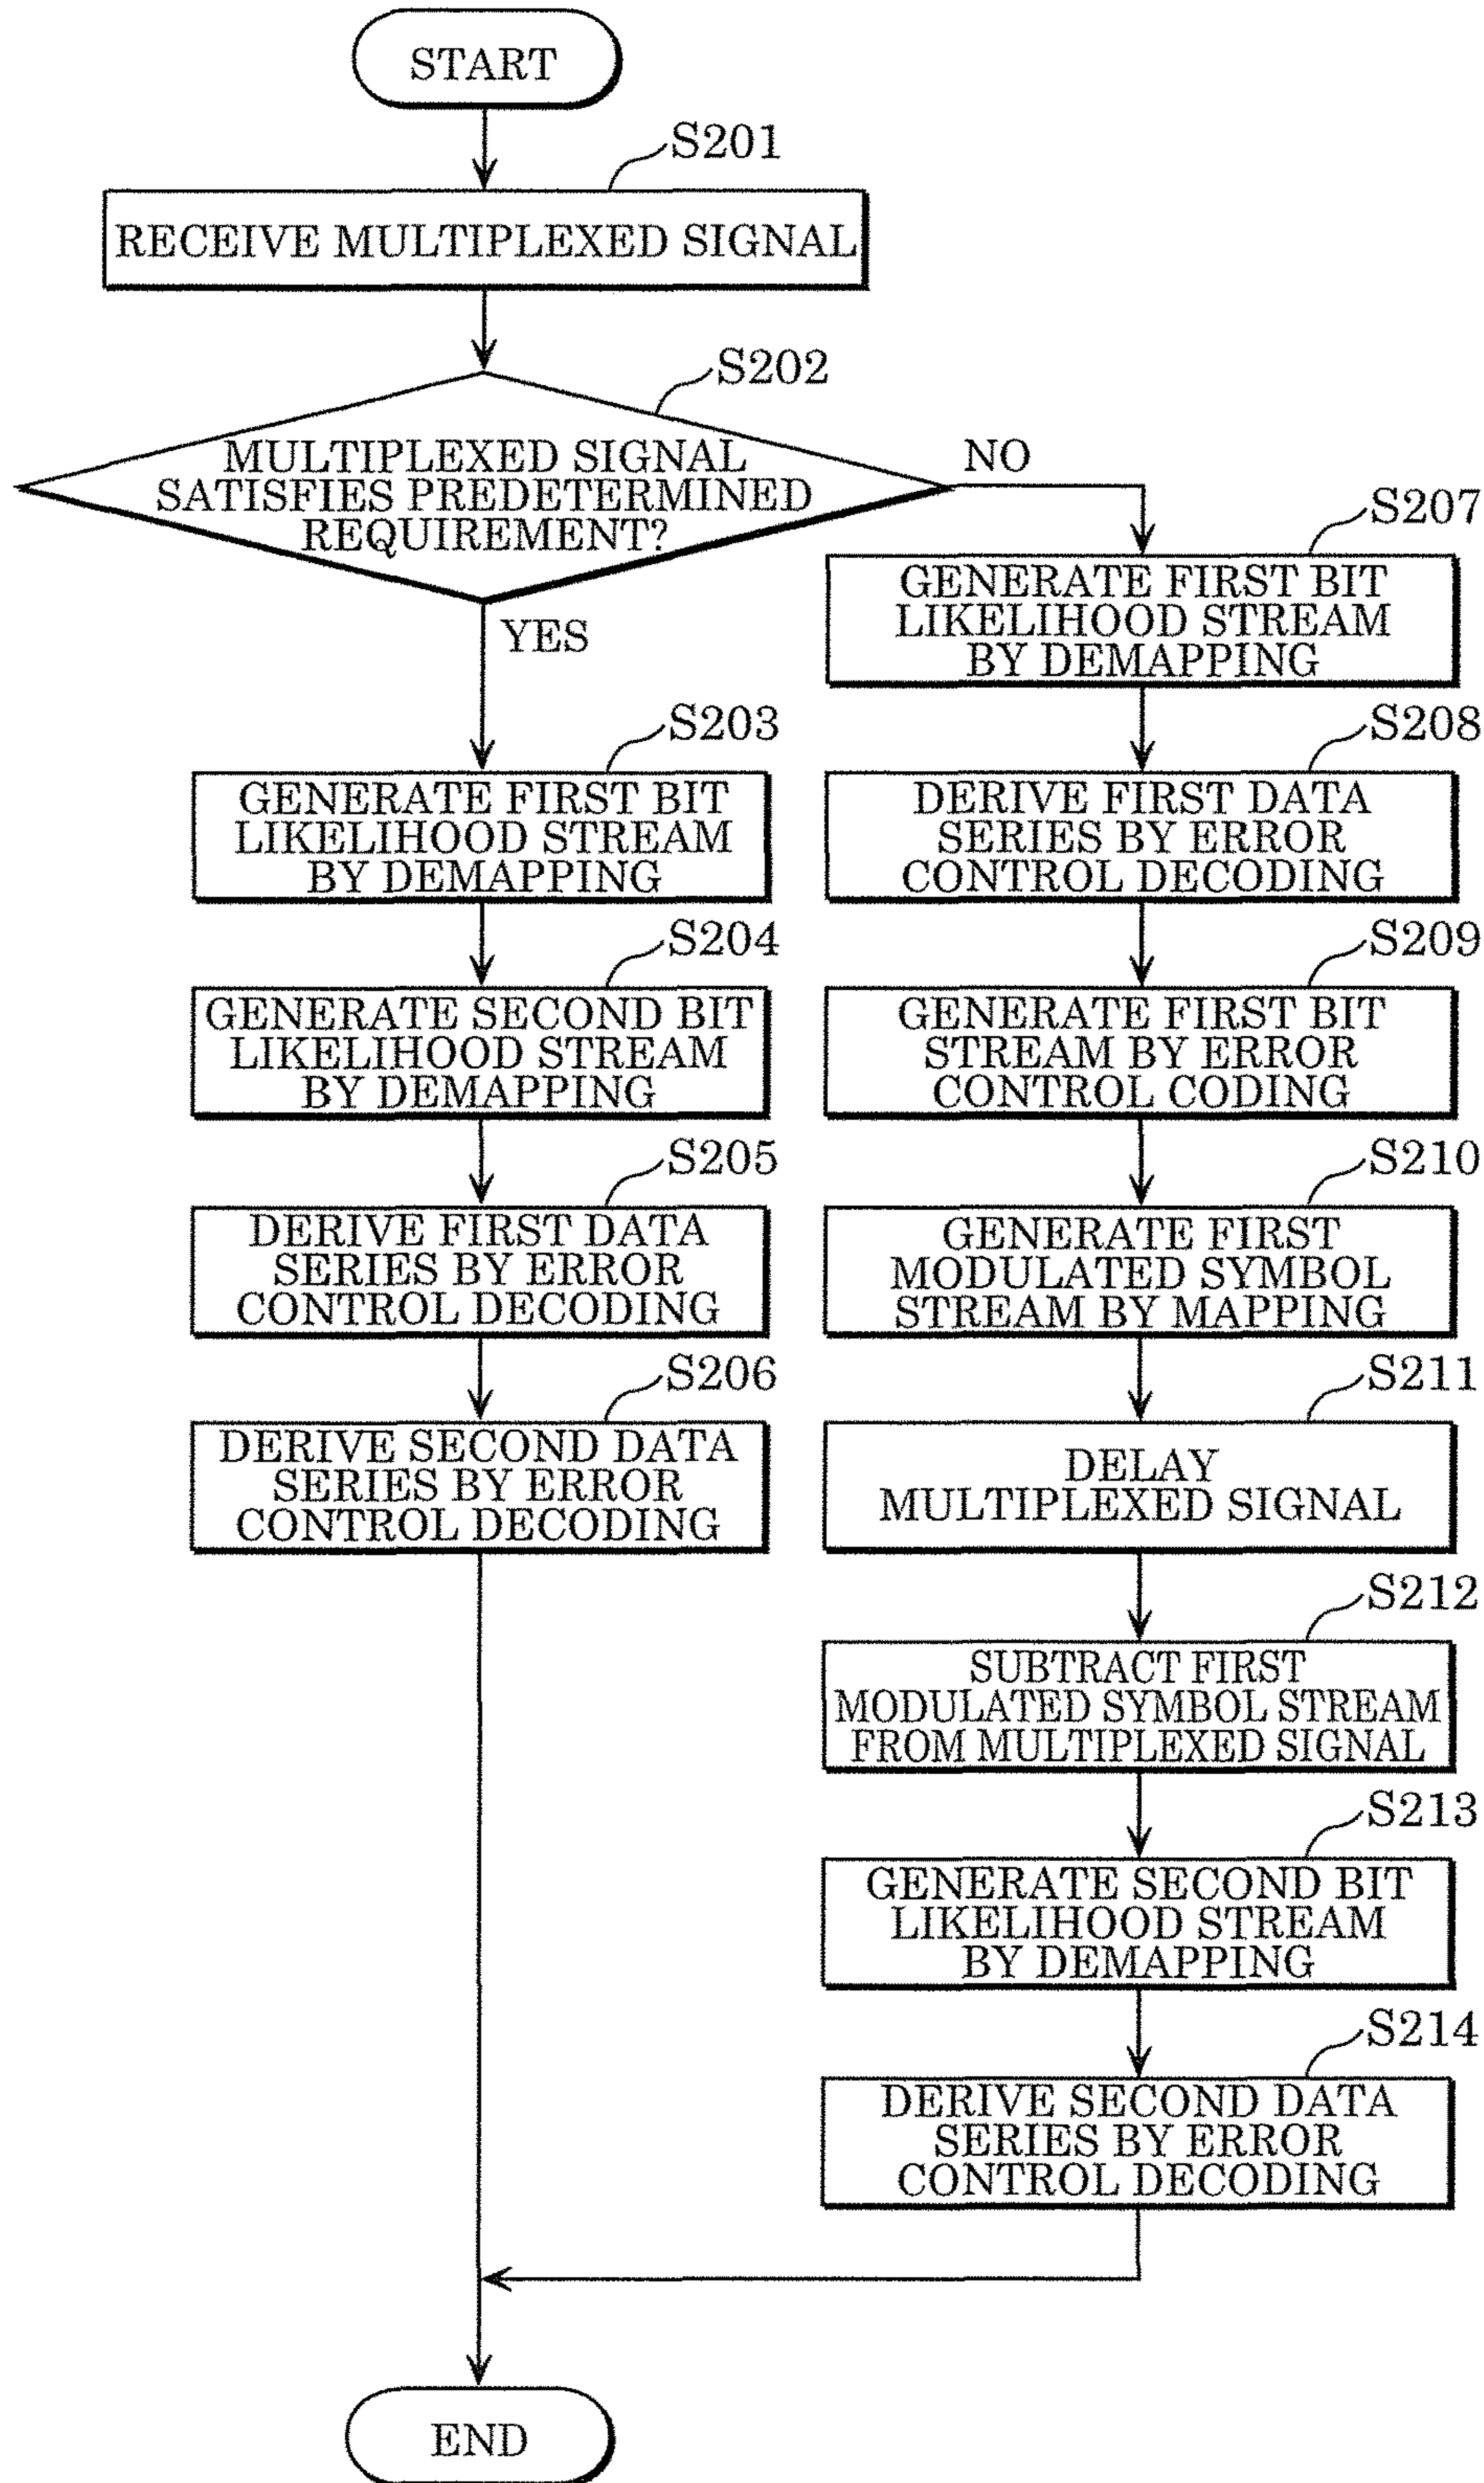 START
S201
RECEIVE MULTIPLEXED SIGNAL
S202
MULTIPLEXED SIGNAL
SATISFIES PREDETERMINED
REQUIREMENT?
NO
YES
S203
GENERATE FIRST BIT
LIKELIHOOD STREAM
BY DEMAPPING
S204
GENERATE SECOND BIT
LIKELIHOOD STREAM
BY DEMAPPING
S205
DERIVE FIRST DATA
SERIES BY ERROR
CONTROL DECODING
S206
DERIVE SECOND DATA
SERIES BY ERROR
CONTROL DECODING
S207
GENERATE FIRST BIT
LIKELIHOOD STREAM
BY DEMAPPING
S208
DERIVE FIRST DATA
SERIES BY ERROR
CONTROL DECODING
S209
GENERATE FIRST BIT
STREAM BY ERROR
CONTROL CODING
S210
GENERATE FIRST
MODULATED SYMBOL
STREAM BY MAPPING
S211
DELAY
MULTIPLEXED SIGNAL
S212
SUBTRACT FIRST
MODULATED SYMBOL STREAM
FROM MULTIPLEXED SIGNAL
S213
GENERATE SECOND BIT
LIKELIHOOD STREAM
BY DEMAPPING
S214
DERIVE SECOND DATA
SERIES BY ERROR
CONTROL DECODING
END